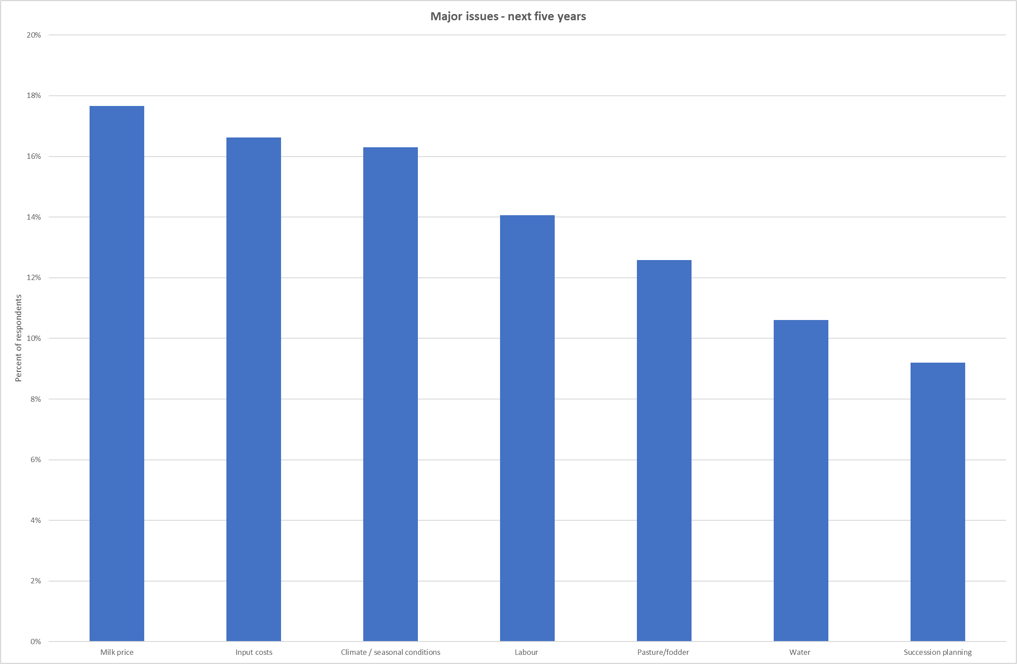 Major issues - next five years
20%
18%
16%
14%
12%
10%
8%
6%
4%
2%
0%
Percent of respondents
Milk price
Input costs
Climate / seasonal conditions
Labour
Pasture/fodder
Water
Succession planning